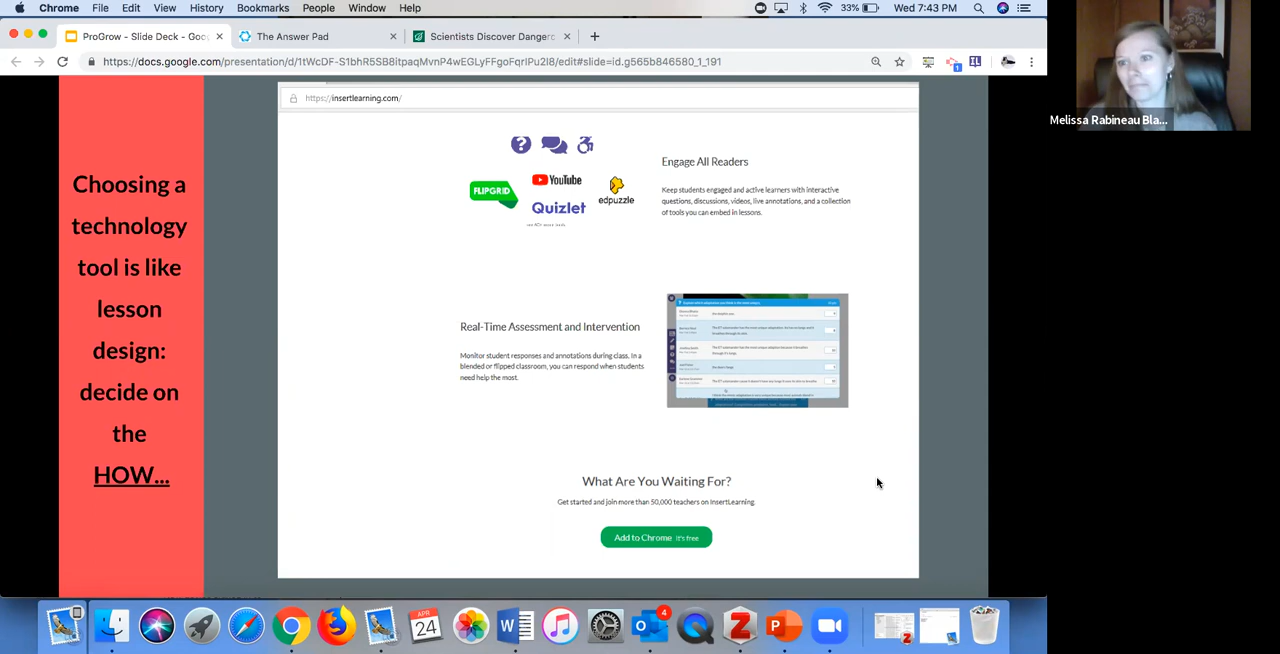 Chrome File Edit View History Bookmarks People Window Help 33% Wed 7:43 PM
ProGrow - Slide Deck - Goo
The Answer Pad
Scientists Discover Dangero
https://docs.google.com/presentation/d/1tWcDF-S1bhR5SB8itpaqMvnP4wEGLyFFgoFqrlPu2l8/edit#slide=id.g565b846580_1_191
1
IL
Melissa Rabineau Bla...
https://insertlearning.com/
Choosing a
technology
tool is like
lesson
design:
decide on
the
HOW...
FLIPGRID
YouTube
edpuzzle
Quizlet
Engage All Readers
Keep students engaged and active learners with interactive
questions, discussions, videos, live annotations, and a collection
of tools you can embed in lessons.
Real-Time Assessment and Intervention
Monitor student responses and annotations during class. In a
blended or flipped classroom, you can respond when students
need help the most.
What Are You Waiting For?
Get started and join more than 50,000 teachers on InsertLearning.
Add to Chrome It's free
APR
24
4